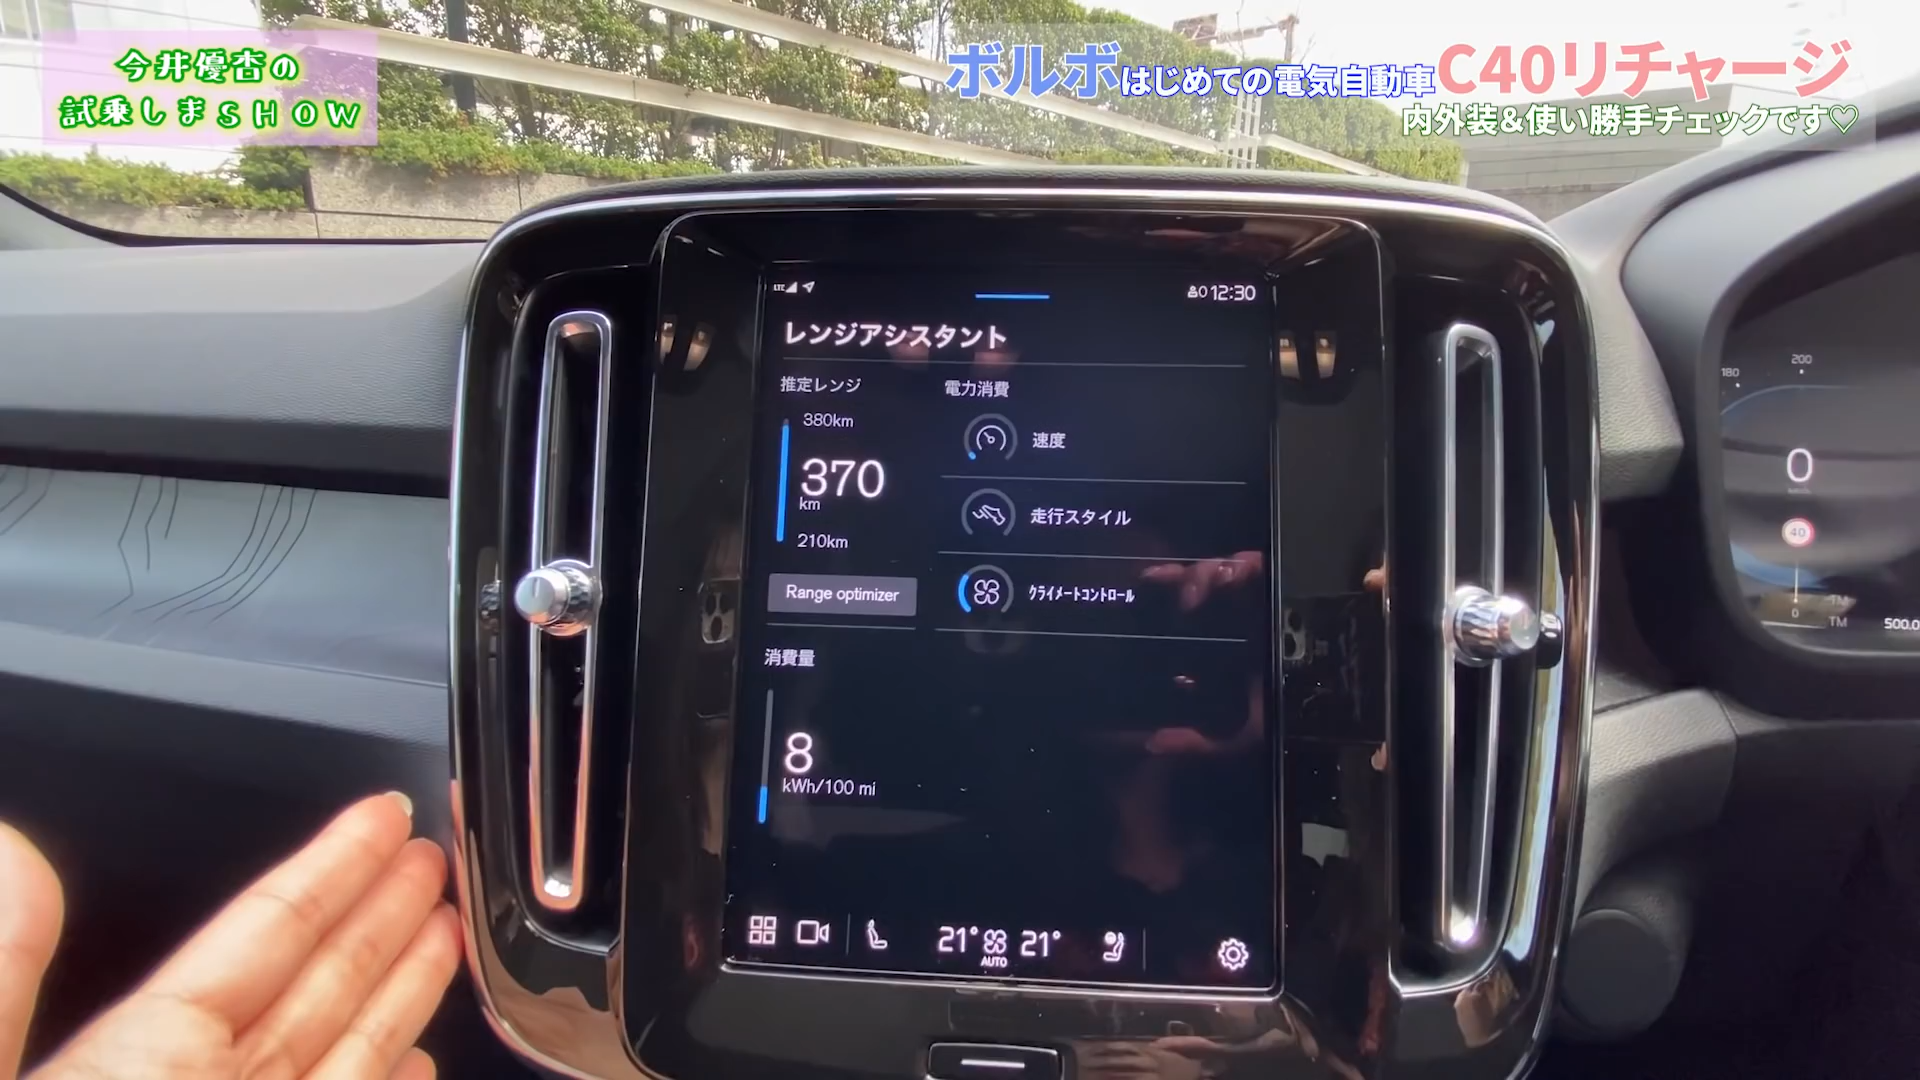 今井優杏の
試乗しまSHOW
ボルボはじめての電気自動車C40リチャージ
内外装&使い勝手チェックです♡
LTE
12:30
レンジアシスタント
推定レンジ
380km
370
km
210km
Range optimizer
電力消費
速度
走行スタイル
クライメートコントロール
消費量
8
kWh/100 mi
21° AUTO 21°
180
200
0
40
0
TM
TM
500.0